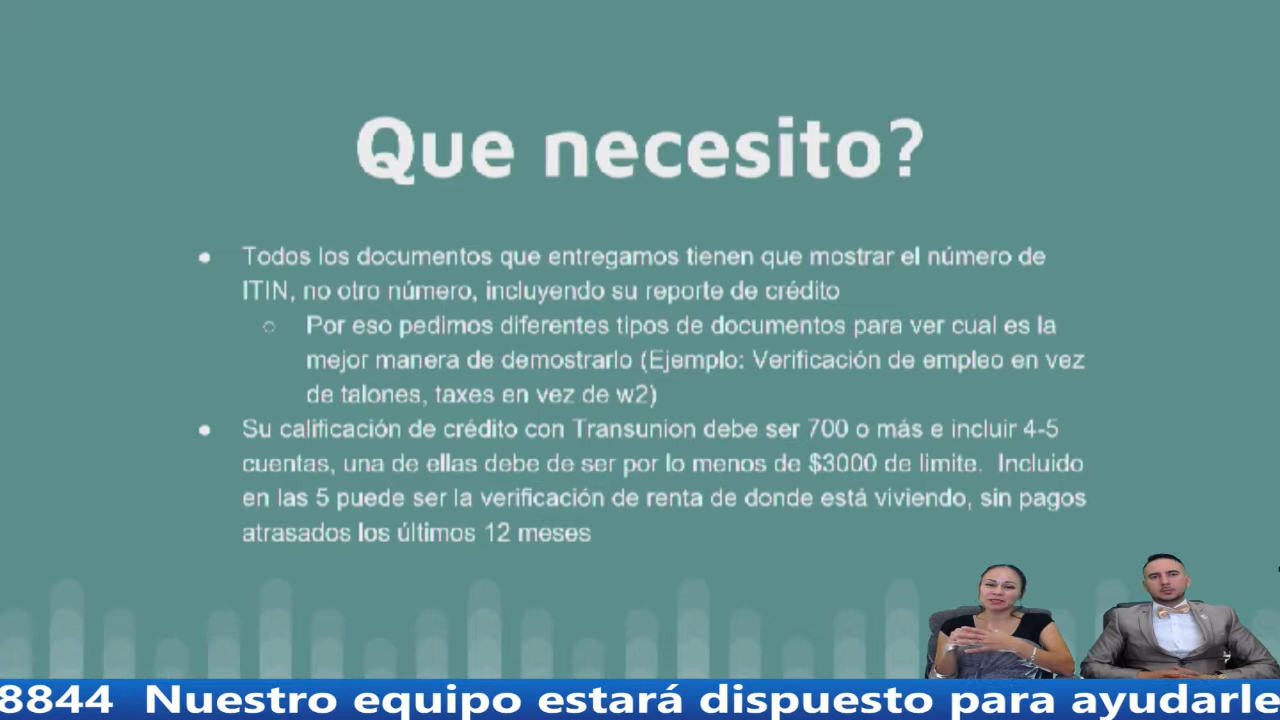 Que necesito?
● Todos los documentos que entregamos tienen que mostrar el número de
ITIN, no otro número, incluyendo su reporte de crédito
○ Por eso pedimos diferentes tipos de documentos para ver cual es la
mejor manera de demostrarlo (Ejemplo: Verificación de empleo en vez
de talones, taxes en vez de w2)
● Su calificación de crédito con Transunion debe ser 700 o más e incluir 4-5
cuentas, una de ellas debe de ser por lo menos de $3000 de limite. Incluido
en las 5 puede ser la verificación de renta de donde está viviendo, sin pagos
atrasados los últimos 12 meses
8844 Nuestro equipo estará dispuesto para ayudarle